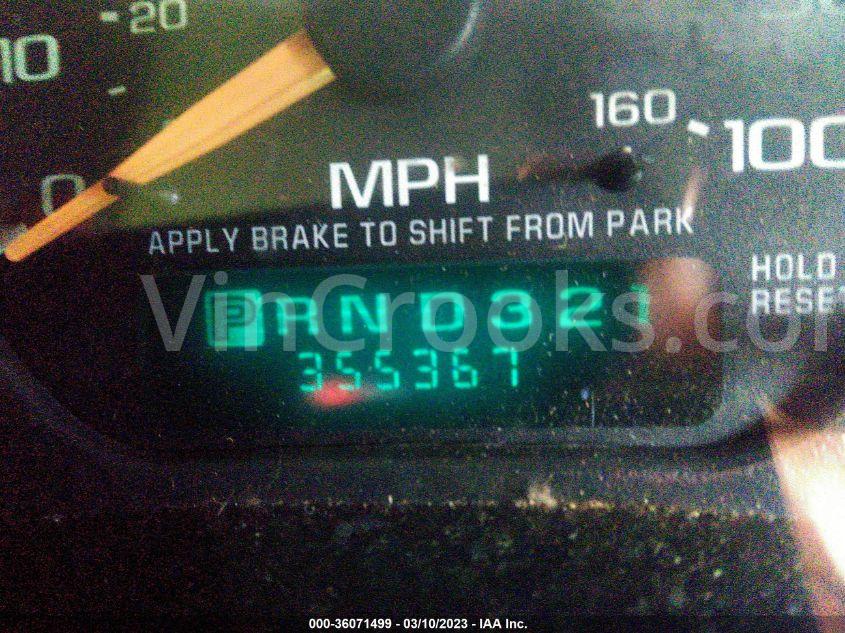 20
10
0
160
100
MPH
APPLY BRAKE TO SHIFT FROM PARK
HOLD
RESET
PRND321
355367
VinCrooks.com
000-36071499 - 03/10/2023 - IAA Inc.